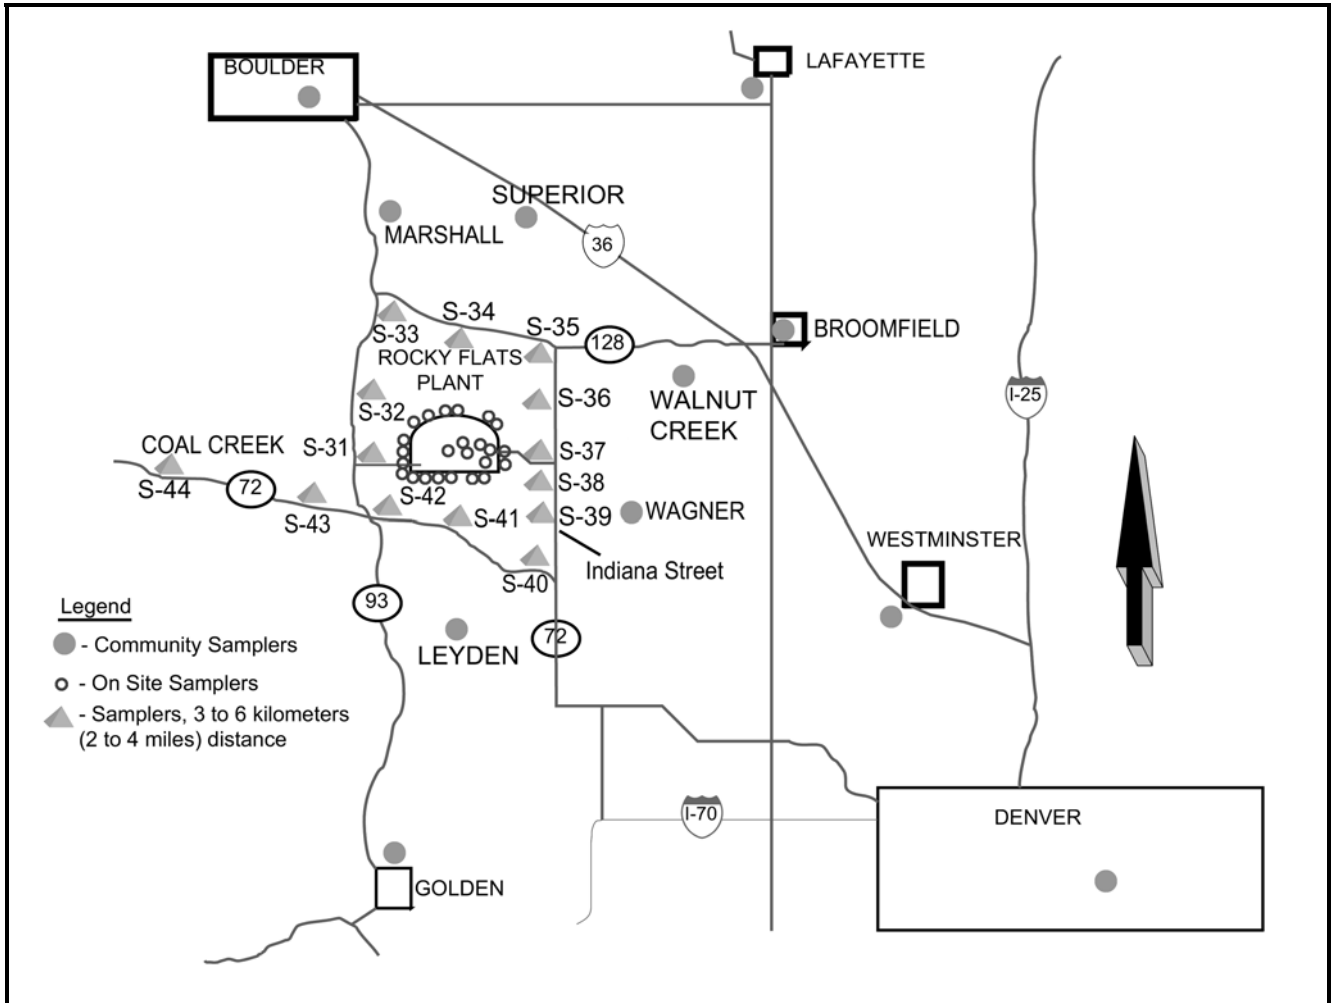 BOULDER
LAFAYETTE
SUPERIOR
MARSHALL
36
S-33
S-34
S-35
128
BROOMFIELD
ROCKY FLATS
PLANT
S-32
S-36
WALNUT
CREEK
I-25
COAL CREEK
S-31
S-37
S-44
72
S-42
S-38
S-43
S-41
S-39
WAGNER
WESTMINSTER
Indiana Street
S-40
93
72
LEYDEN
Legend
- Community Samplers
- On Site Samplers
- Samplers, 3 to 6 kilometers
(2 to 4 miles) distance
I-70
DENVER
GOLDEN